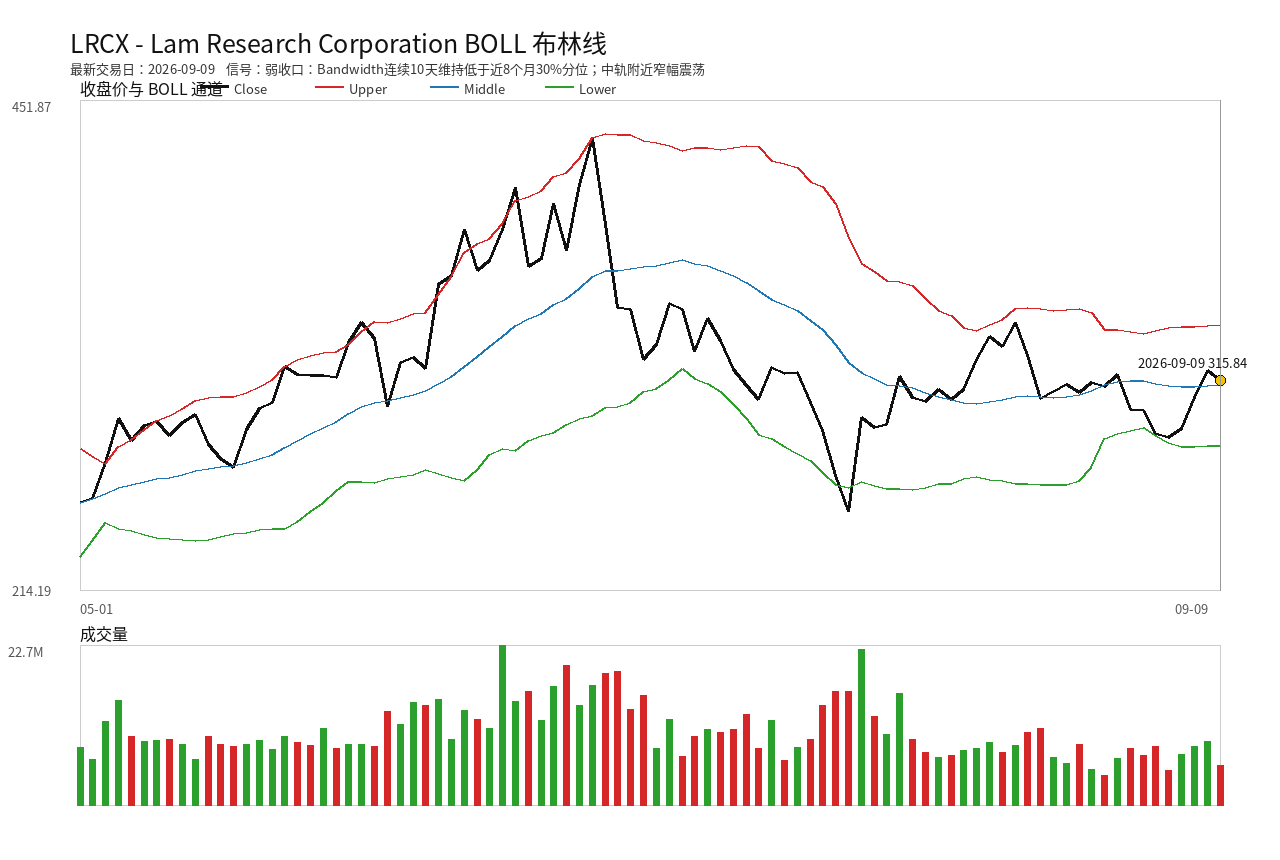 LRCX - Lam Research Corporation BOLL 布林线
最新交易日：2026-09-09 信号：弱收口：Bandwidth连续10天维持低于近8个月30%分位；中轨附近窄幅震荡
收盘价与 BOLL 通道 Close Upper Middle Lower
451.87
2026-09-09 315.84
214.19
05-01 09-09
成交量
22.7M